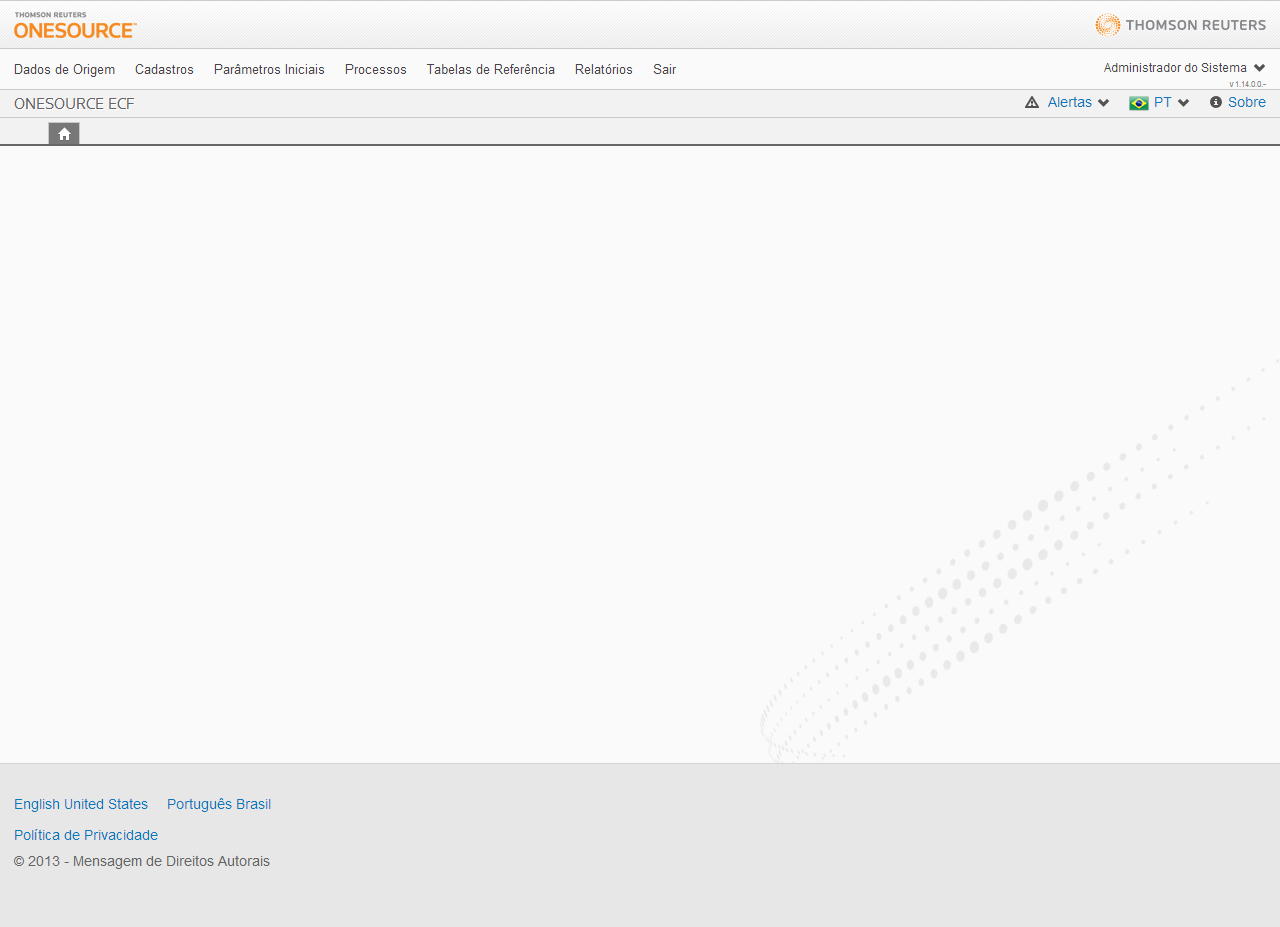 THOMSON REUTERS
ONESOURCE™
THOMSON REUTERS
Dados de Origem Cadastros Parâmetros Iniciais Processos Tabelas de Referência Relatórios Sair
Administrador do Sistema
v 1.14.0.0.-
ONESOURCE ECF
Alertas PT Sobre
English United States Português Brasil
Política de Privacidade
© 2013 - Mensagem de Direitos Autorais